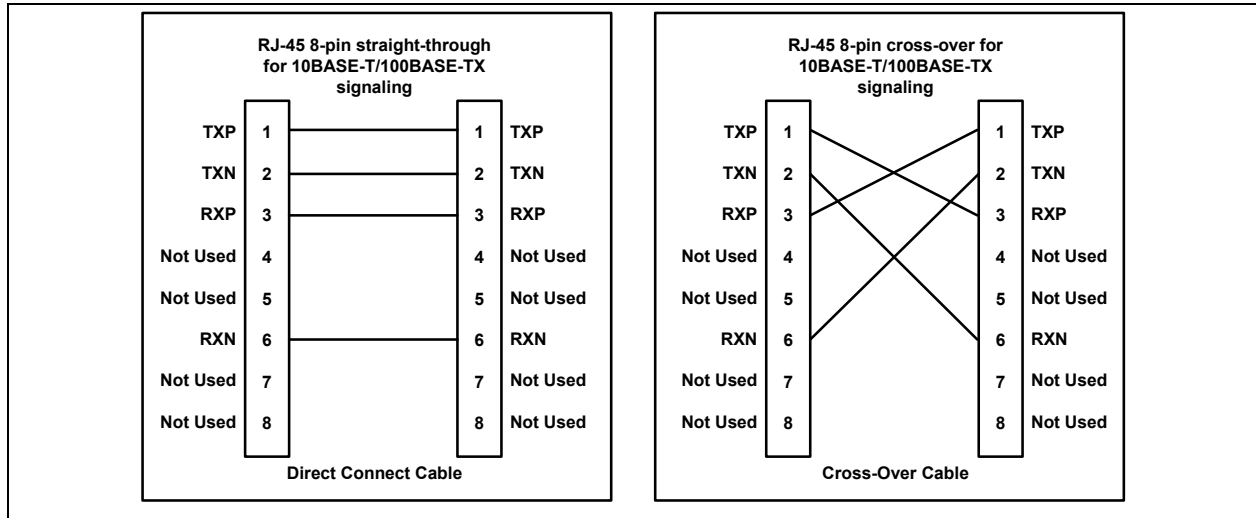 RJ-45 8-pin straight-through
for 10BASE-T/100BASE-TX
signaling
TXP 1 1 TXP
TXN 2 2 TXN
RXP 3 3 RXP
Not Used 4 4 Not Used
Not Used 5 5 Not Used
RXN 6 6 RXN
Not Used 7 7 Not Used
Not Used 8 8 Not Used
Direct Connect Cable
RJ-45 8-pin cross-over for
10BASE-T/100BASE-TX
signaling
TXP 1 1 TXP
TXN 2 2 TXN
RXP 3 3 RXP
Not Used 4 4 Not Used
Not Used 5 5 Not Used
RXN 6 6 RXN
Not Used 7 7 Not Used
Not Used 8 8 Not Used
Cross-Over Cable